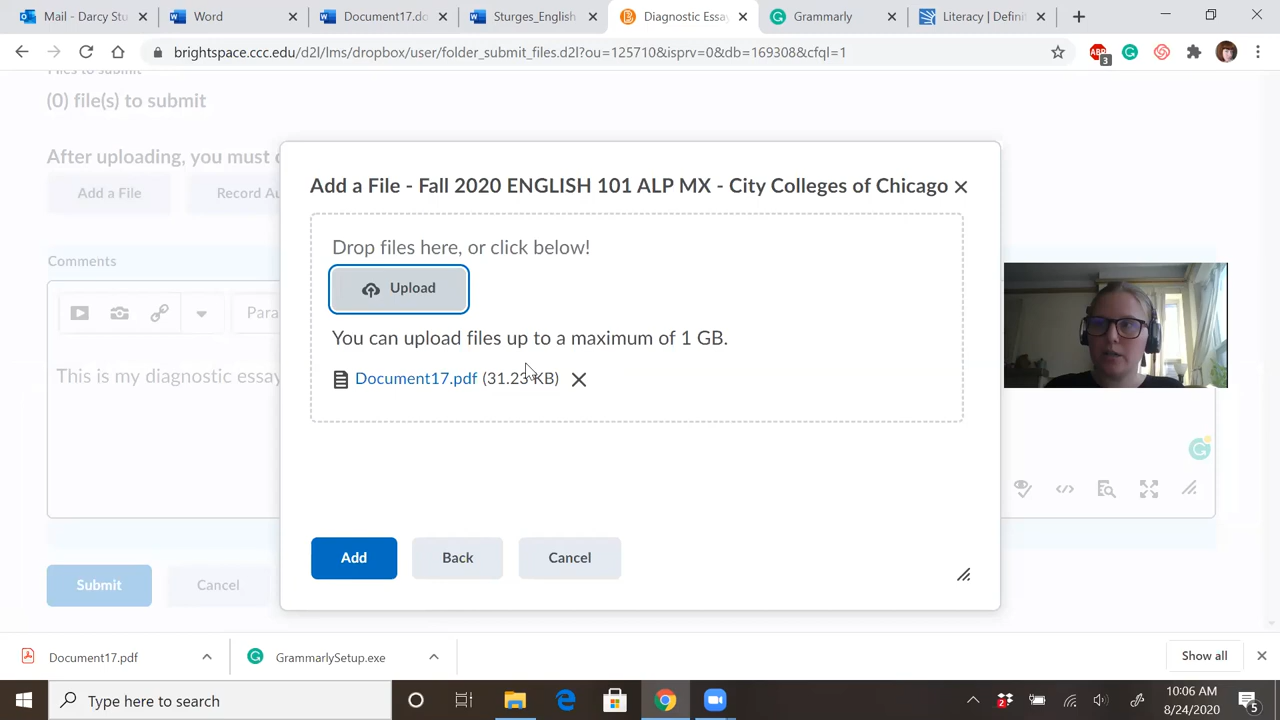 Mail - Darcy Stu
Word
Document17.do
Sturges_English
Diagnostic Essay
Grammarly
Literacy | Defini
brightspace.ccc.edu/d2l/lms/dropbox/user/folder_submit_files.d2l?ou=125710&isprv=0&db=169308&cfql=1
ABP
3
Files to submit
(0) file(s) to submit
After uploading, you must c
Add a File
Record Au
Comments
Para
This is my diagnostic essay
Submit
Cancel
Add a File - Fall 2020 ENGLISH 101 ALP MX - City Colleges of Chicago
Drop files here, or click below!
Upload
You can upload files up to a maximum of 1 GB.
Document17.pdf (31.23 KB)
Add
Back
Cancel
Document17.pdf
GrammarlySetup.exe
Show all
Type here to search
2
10:06 AM
8/24/2020
5